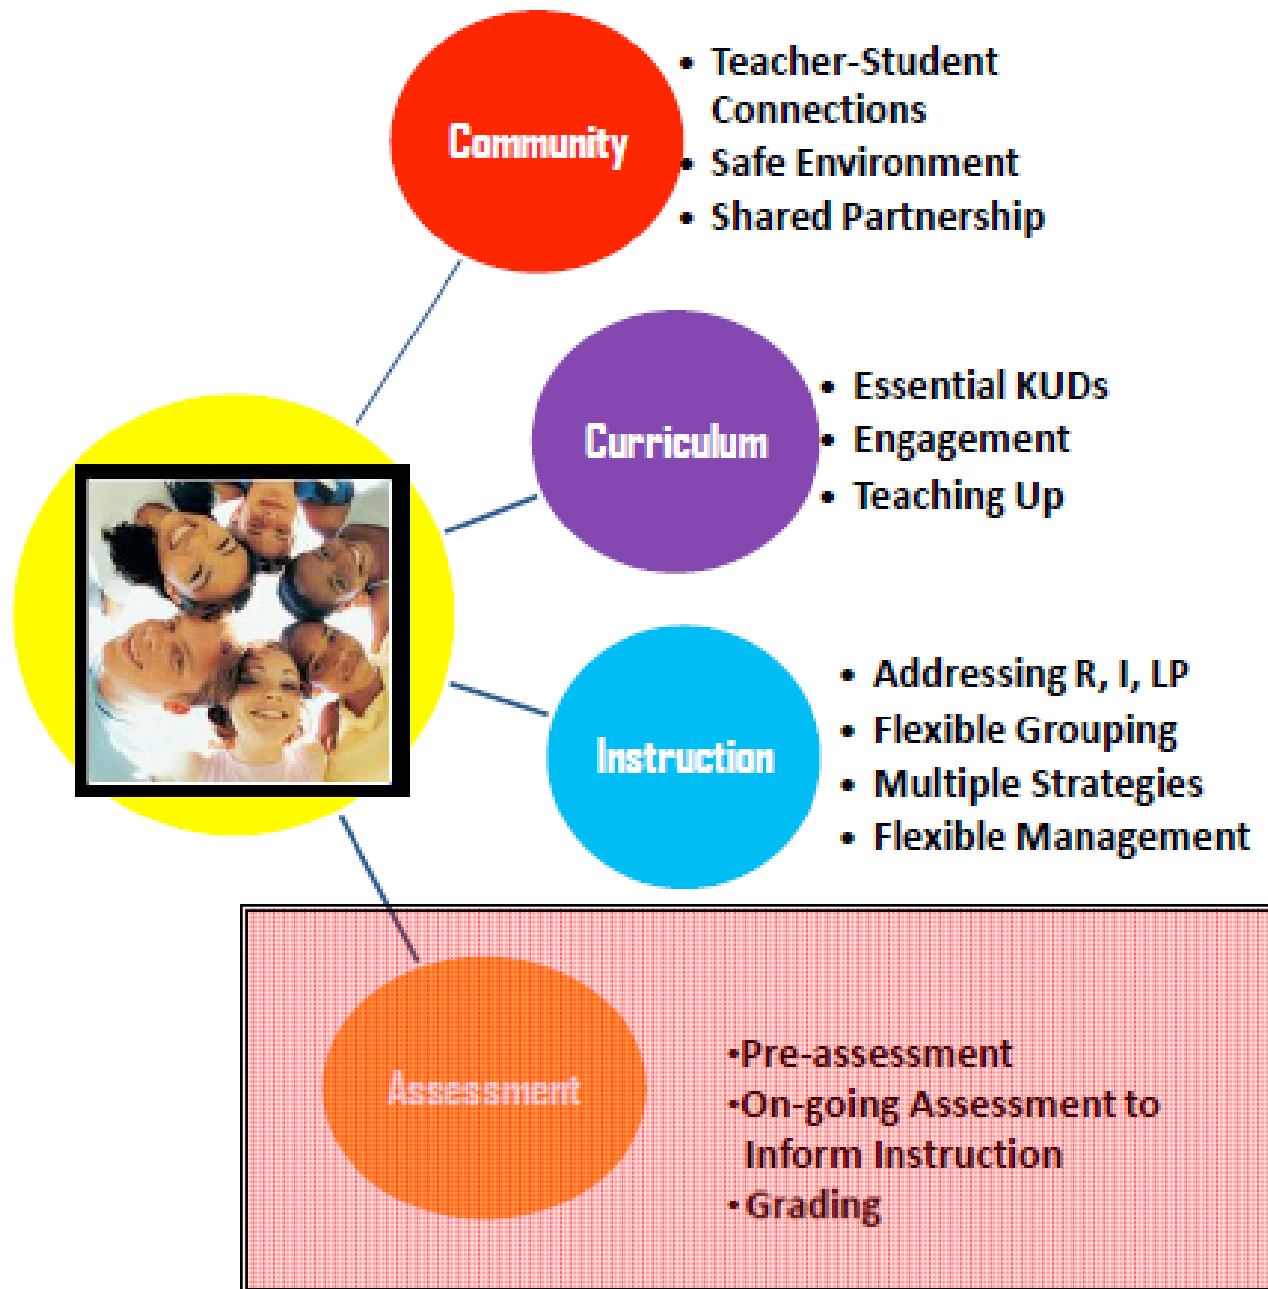 Community
• Teacher-Student
Connections
• Safe Environment
• Shared Partnership
Curriculum
• Essential KUDs
• Engagement
• Teaching Up
Instruction
• Addressing R, I, LP
• Flexible Grouping
• Multiple Strategies
• Flexible Management
Assessment
•Pre-assessment
•On-going Assessment to
Inform Instruction
•Grading